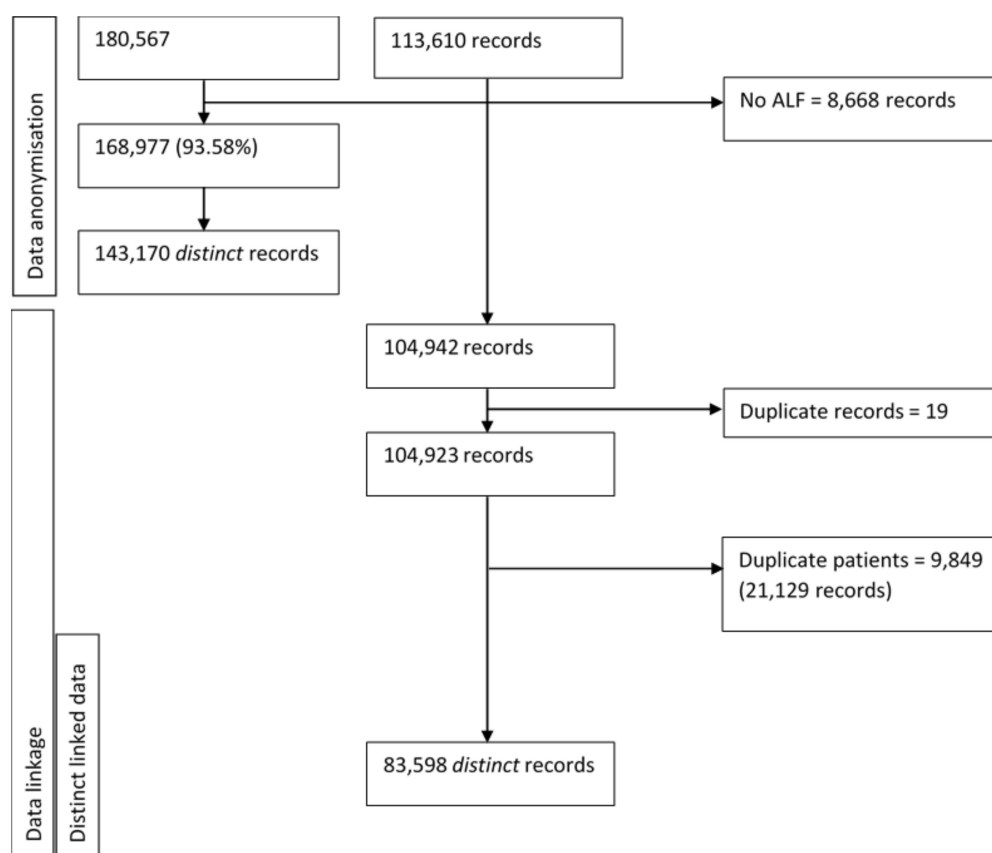 180,567
113,610 records
No ALF = 8,668 records
168,977 (93.58%)
143,170 distinct records
Data anonymisation
104,942 records
Duplicate records = 19
104,923 records
Duplicate patients = 9,849
(21,129 records)
83,598 distinct records
Data linkage
Distinct linked data